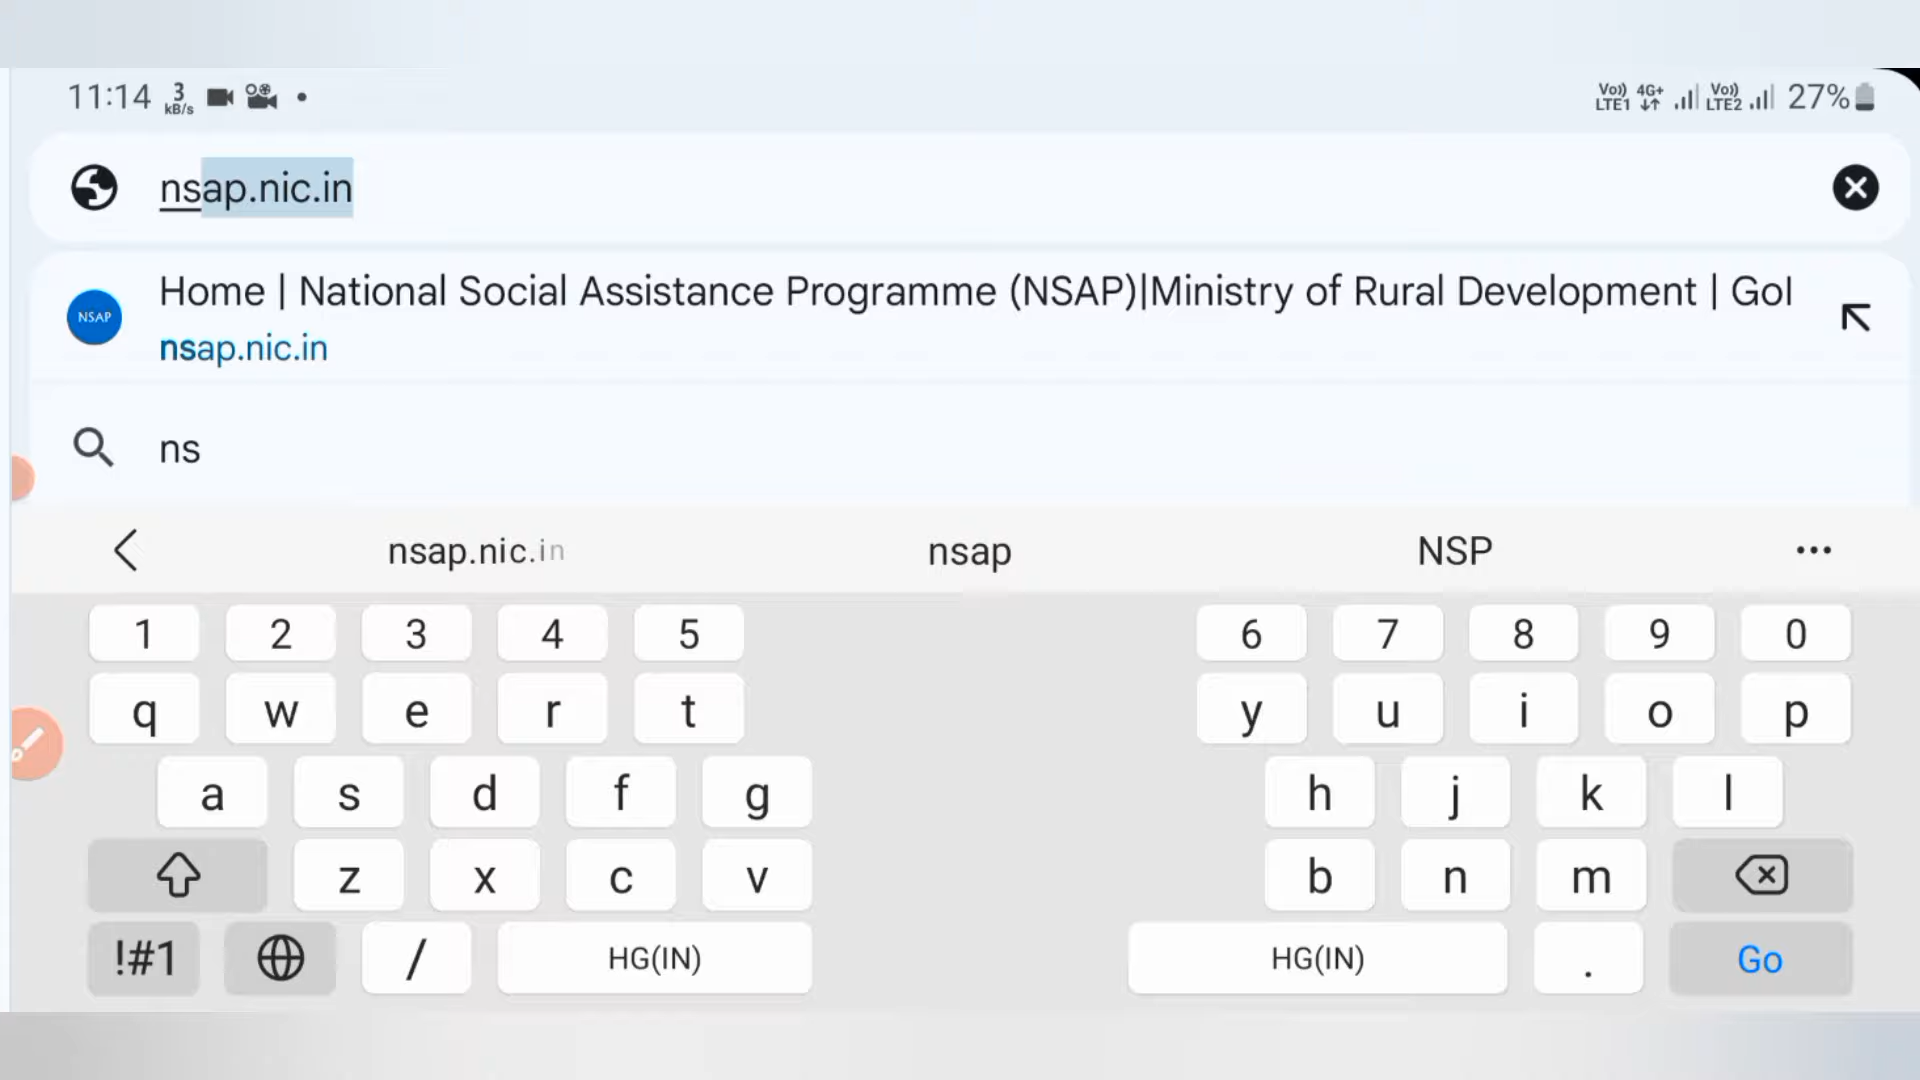 11:14 3 kB/s Vo)) LTE1 4G+ Vo)) LTE2 27%
nsap.nic.in
Home | National Social Assistance Programme (NSAP)|Ministry of Rural Development | GoI
NSAP
nsap.nic.in
ns
nsap.nic.in nsap NSP
1 2 3 4 5 6 7 8 9 0
q w e r t y u i o p
a s d f g h j k l
z x c v b n m
!#1 / HG(IN) HG(IN) . Go